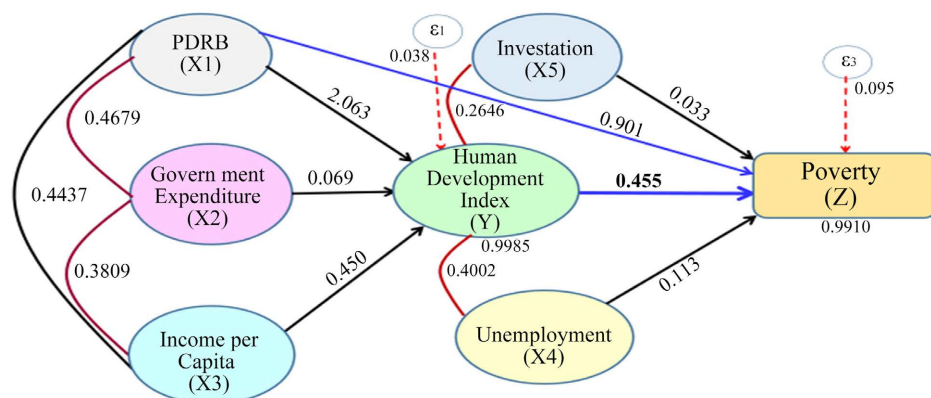 PDRB
(X1)
ε1
0.038
Investation
(X5)
ε3
0.095
0.4679
2.063
0.2646
0.901
0.033
0.4437
Govern ment
Expenditure
(X2)
0.069
Human
Development
Index
(Y)
0.9985
0.455
Poverty
(Z)
0.9910
0.3809
0.450
0.4002
0.113
Income per
Capita
(X3)
Unemployment
(X4)